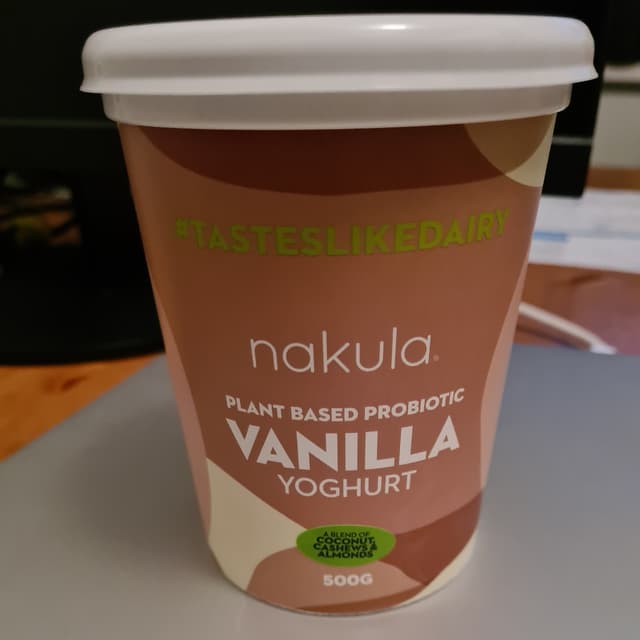 #TASTESLIKEDAIRY
nakula®
PLANT BASED PROBIOTIC
VANILLA
YOGHURT
A BLEND OF
COCONUT,
CASHEWS &
ALMONDS
500G